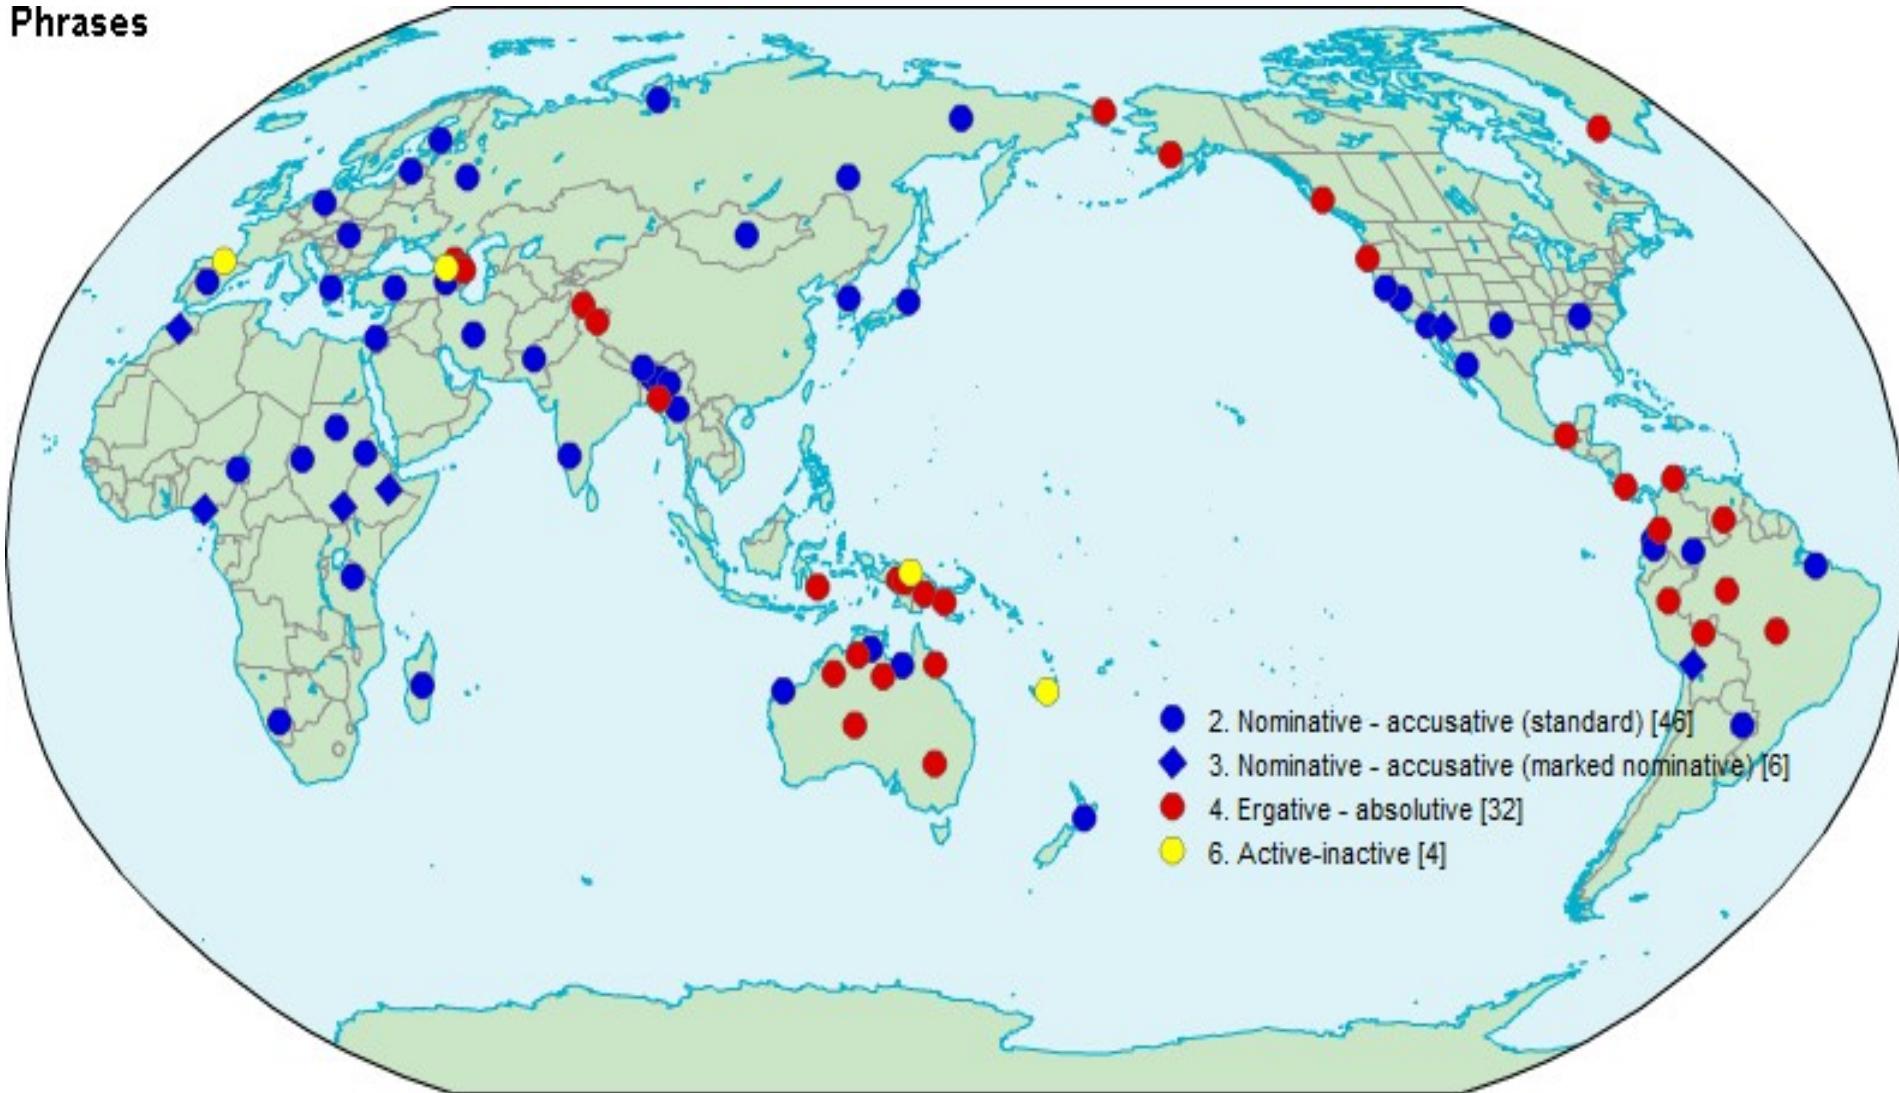 Phrases
2. Nominative - accusative (standard) [46]
3. Nominative - accusative (marked nominative) [6]
4. Ergative - absolutive [32]
6. Active-inactive [4]